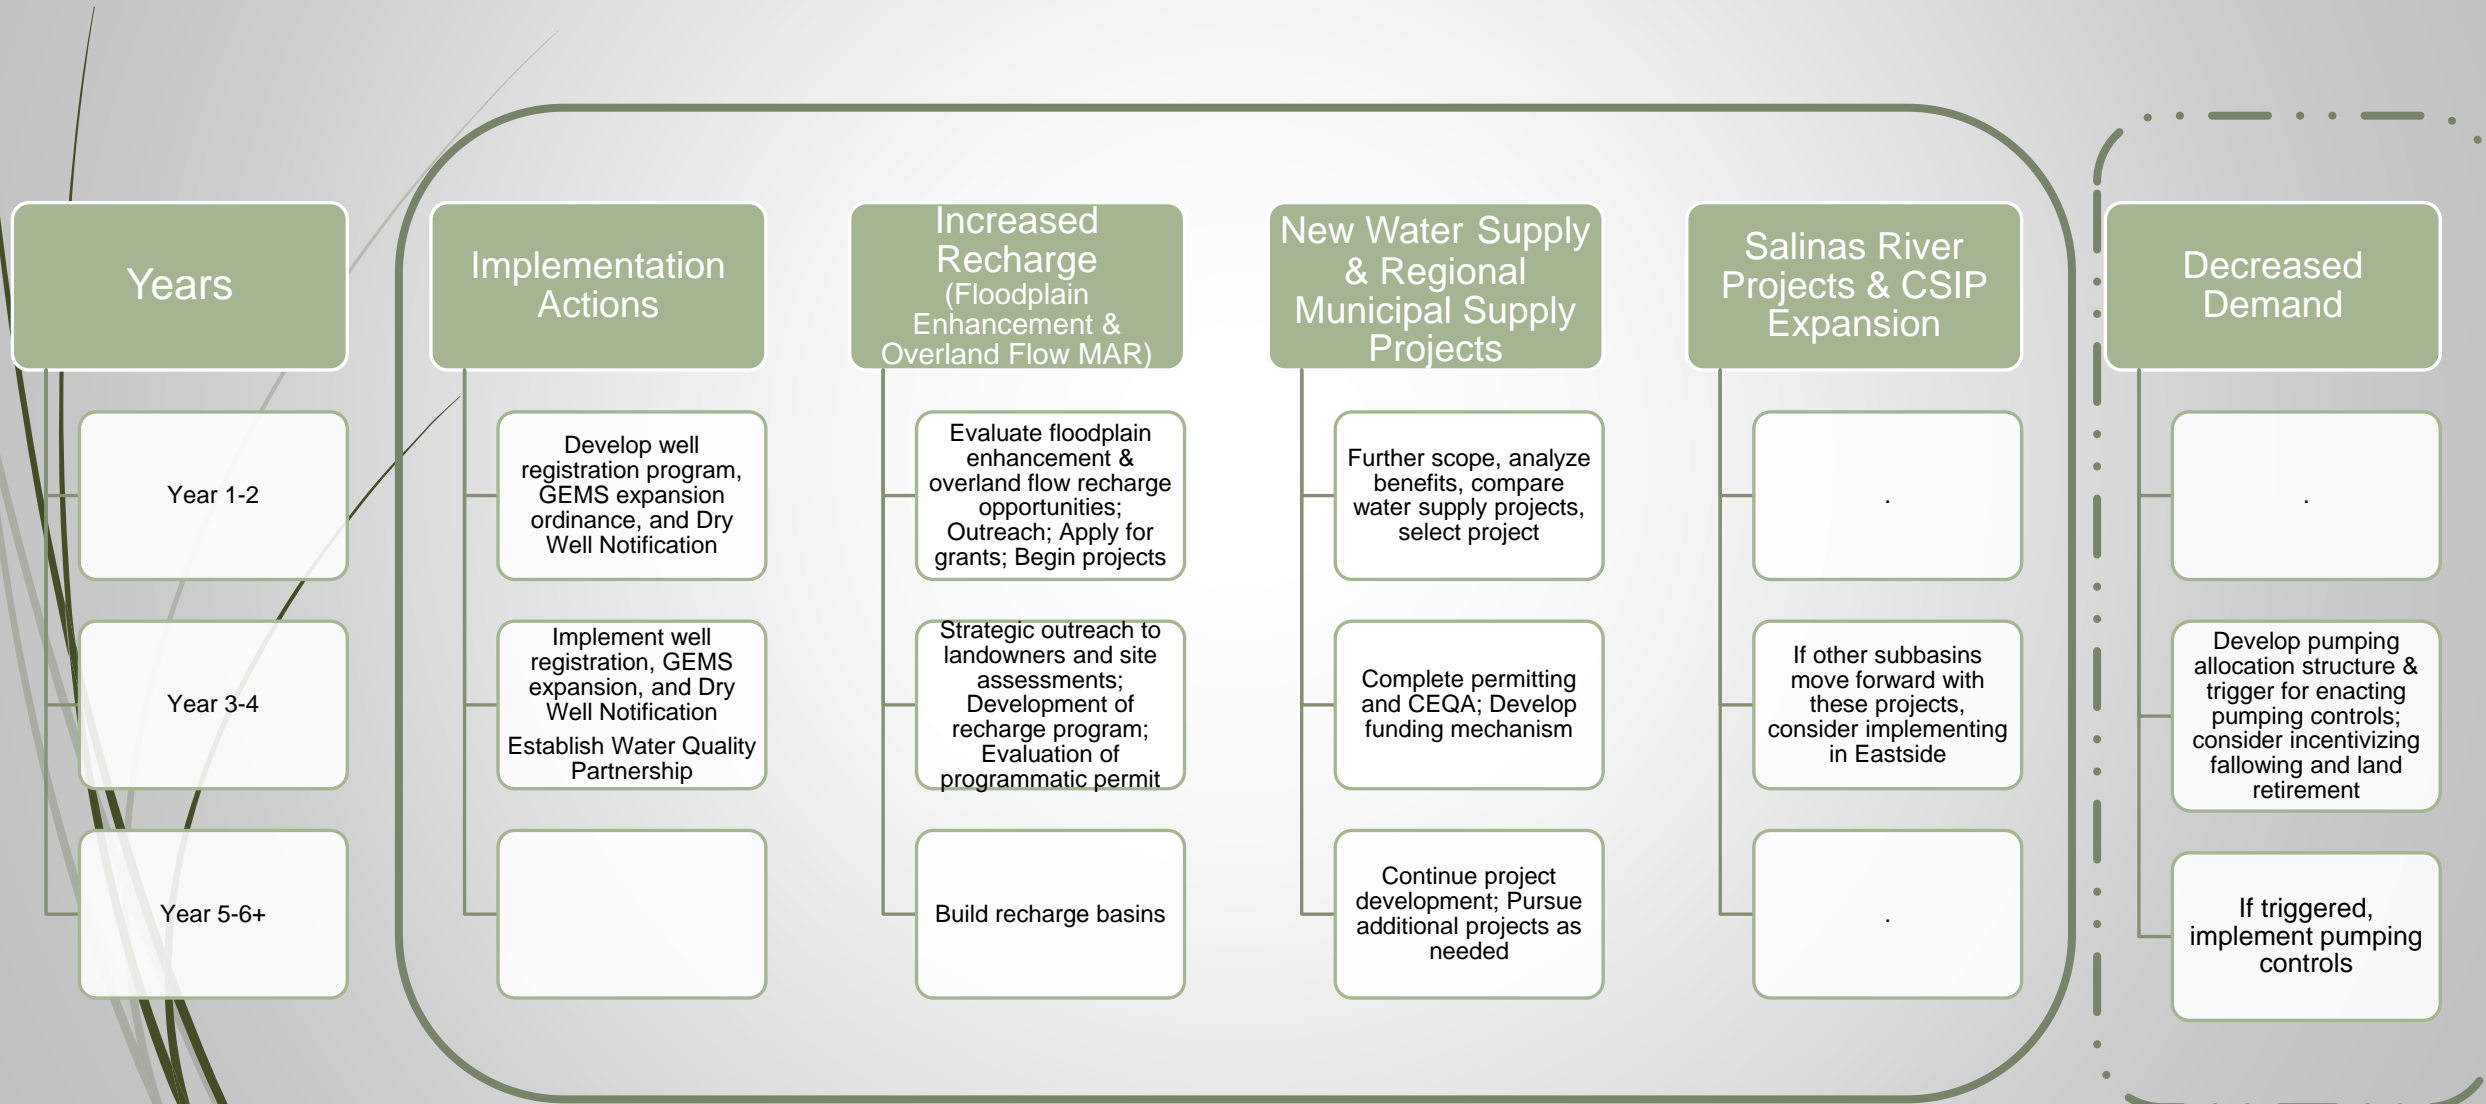 Years
Year 1-2
Year 3-4
Year 5-6+
Implementation
Actions
Develop well
registration program,
GEMS expansion
ordinance, and Dry
Well Notification
Implement well
registration, GEMS
expansion, and Dry
Well Notification
Establish Water Quality
Partnership
Increased
Recharge
(Floodplain
Enhancement &
Overland Flow MAR)
Evaluate floodplain
enhancement &
overland flow recharge
opportunities;
Outreach; Apply for
grants; Begin projects
Strategic outreach to
landowners and site
assessments;
Development of
recharge program;
Evaluation of
programmatic permit
Build recharge basins
New Water Supply
& Regional
Municipal Supply
Projects
Further scope, analyze
benefits, compare
water supply projects,
select project
Complete permitting
and CEQA; Develop
funding mechanism
Continue project
development; Pursue
additional projects as
needed
Salinas River
Projects & CSIP
Expansion
.
If other subbasins
move forward with
these projects,
consider implementing
in Eastside
.
Decreased
Demand
.
Develop pumping
allocation structure &
trigger for enacting
pumping controls;
consider incentivizing
fallowing and land
retirement
If triggered,
implement pumping
controls